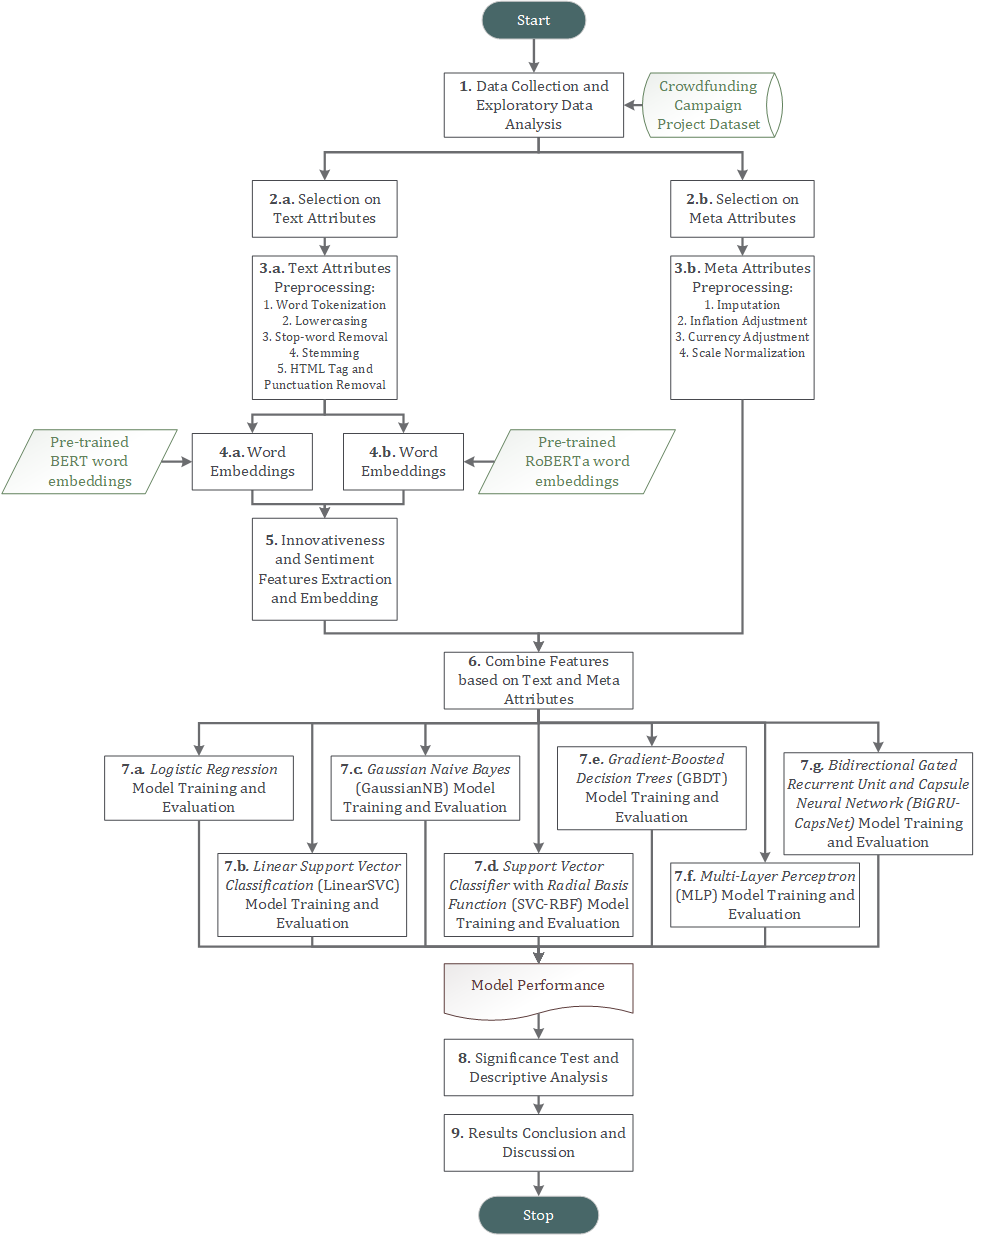 Start
1. Data Collection and
Exploratory Data
Analysis
Crowdfunding
Campaign
Project Dataset
2.a. Selection on
Text Attributes
2.b. Selection on
Meta Attributes
3.a. Text Attributes
Preprocessing:
1. Word Tokenization
2. Lowercasing
3. Stop-word Removal
4. Stemming
5. HTML Tag and
Punctuation Removal
3.b. Meta Attributes
Preprocessing:
1. Imputation
2. Inflation Adjustment
3. Currency Adjustment
4. Scale Normalization
Pre-trained
BERT word
embeddings
4.a. Word
Embeddings
4.b. Word
Embeddings
Pre-trained
RoBERTa word
embeddings
5. Innovativeness
and Sentiment
Features Extraction
and Embedding
6. Combine Features
based on Text and Meta
Attributes
7.a. Logistic Regression
Model Training and
Evaluation
7.c. Gaussian Naive Bayes
(GaussianNB) Model
Training and Evaluation
7.e. Gradient-Boosted
Decision Trees (GBDT)
Model Training and
Evaluation
7.g. Bidirectional Gated
Recurrent Unit and Capsule
Neural Network (BiGRU-
CapsNet) Model Training
and Evaluation
7.b. Linear Support Vector
Classification (LinearSVC)
Model Training and
Evaluation
7.d. Support Vector
Classifier with Radial Basis
Function (SVC-RBF) Model
Training and Evaluation
7.f. Multi-Layer Perceptron
(MLP) Model Training and
Evaluation
Model Performance
8. Significance Test and
Descriptive Analysis
9. Results Conclusion and
Discussion
Stop